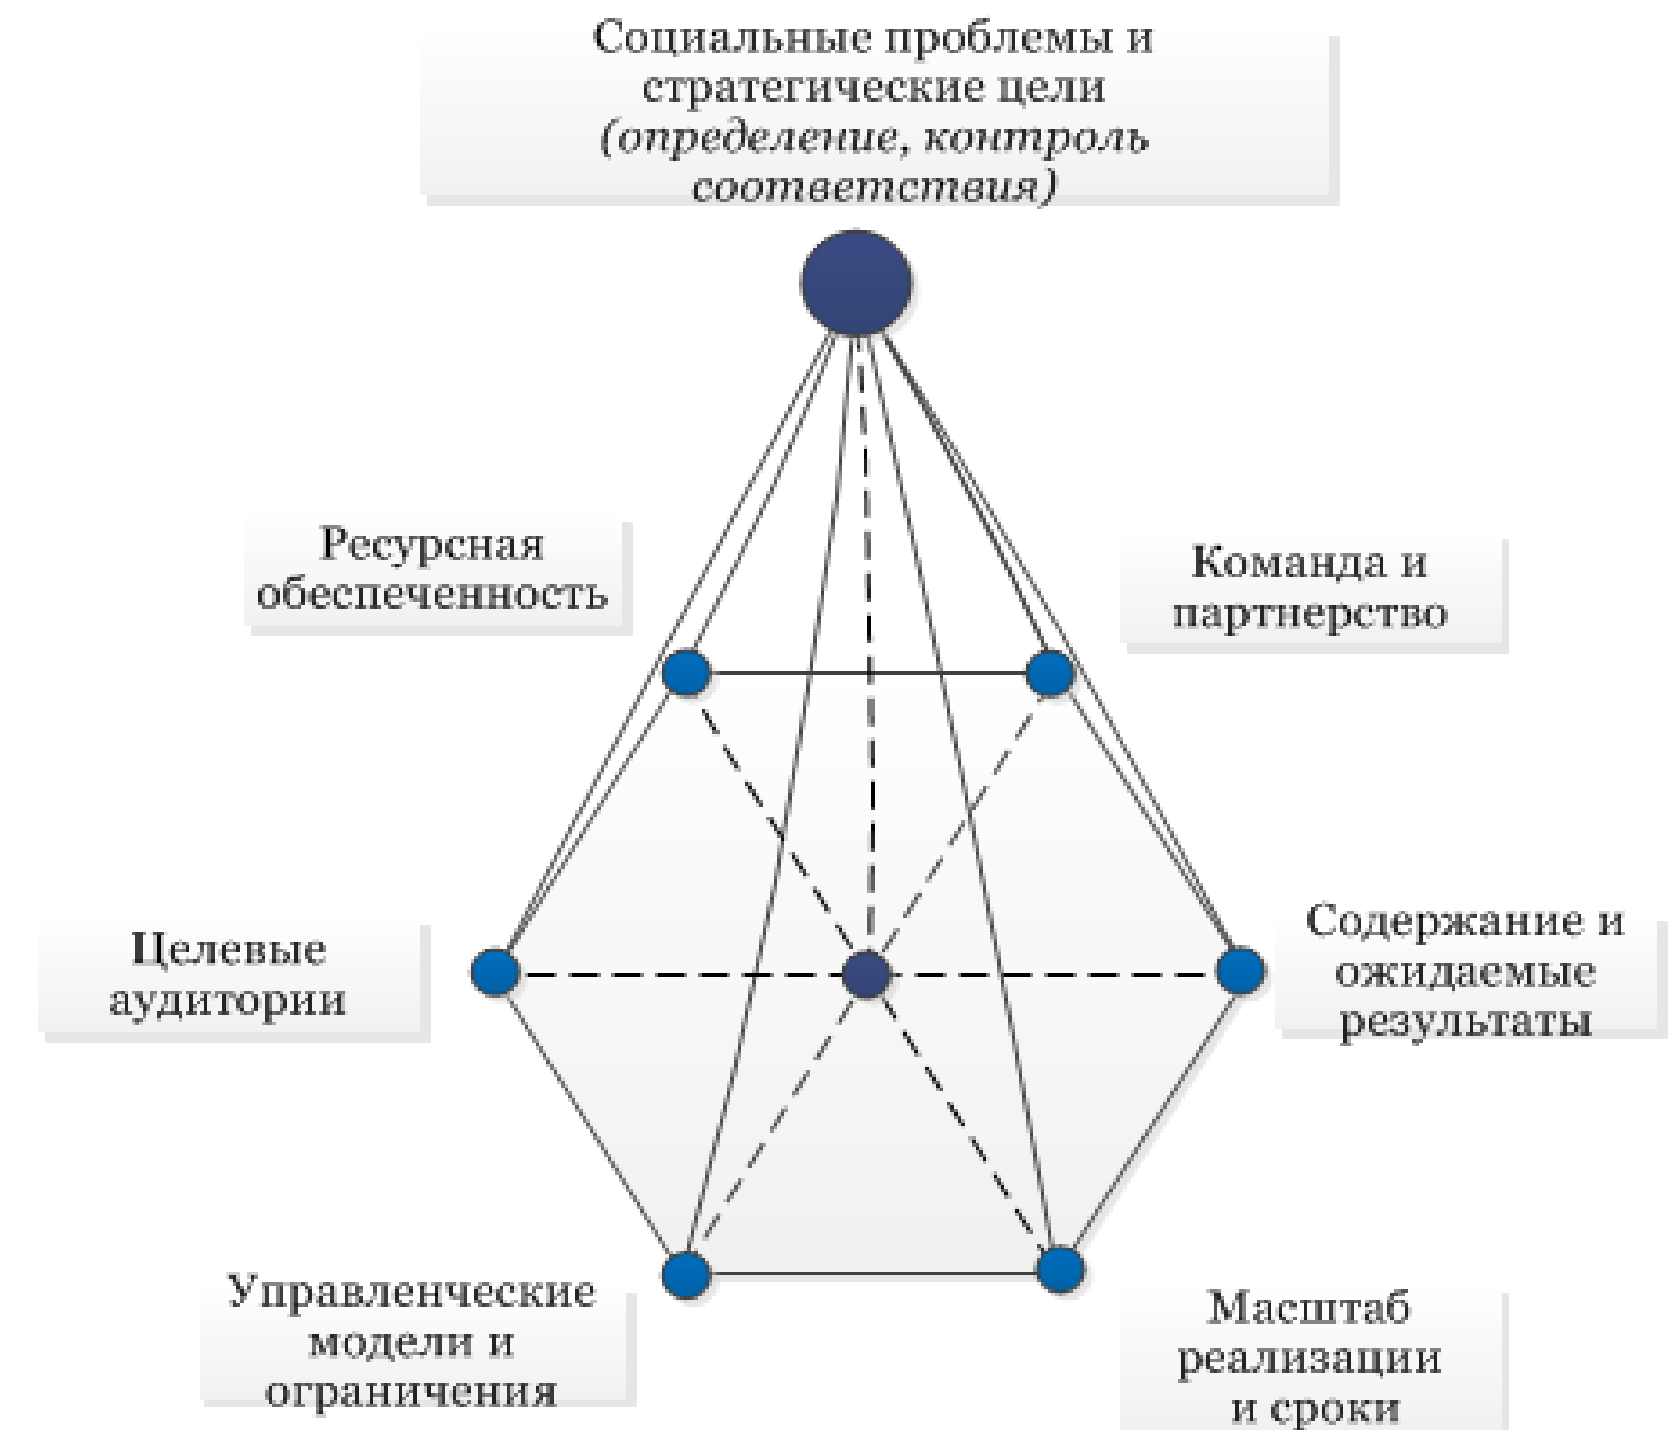 Социальные проблемы и
стратегические цели
(определение, контроль
соответствия)
Ресурсная
обеспеченность
Команда и
партнерство
Целевые
аудитории
Содержание и
ожидаемые
результаты
Управленческие
модели и
ограничения
Масштаб
реализации
и сроки